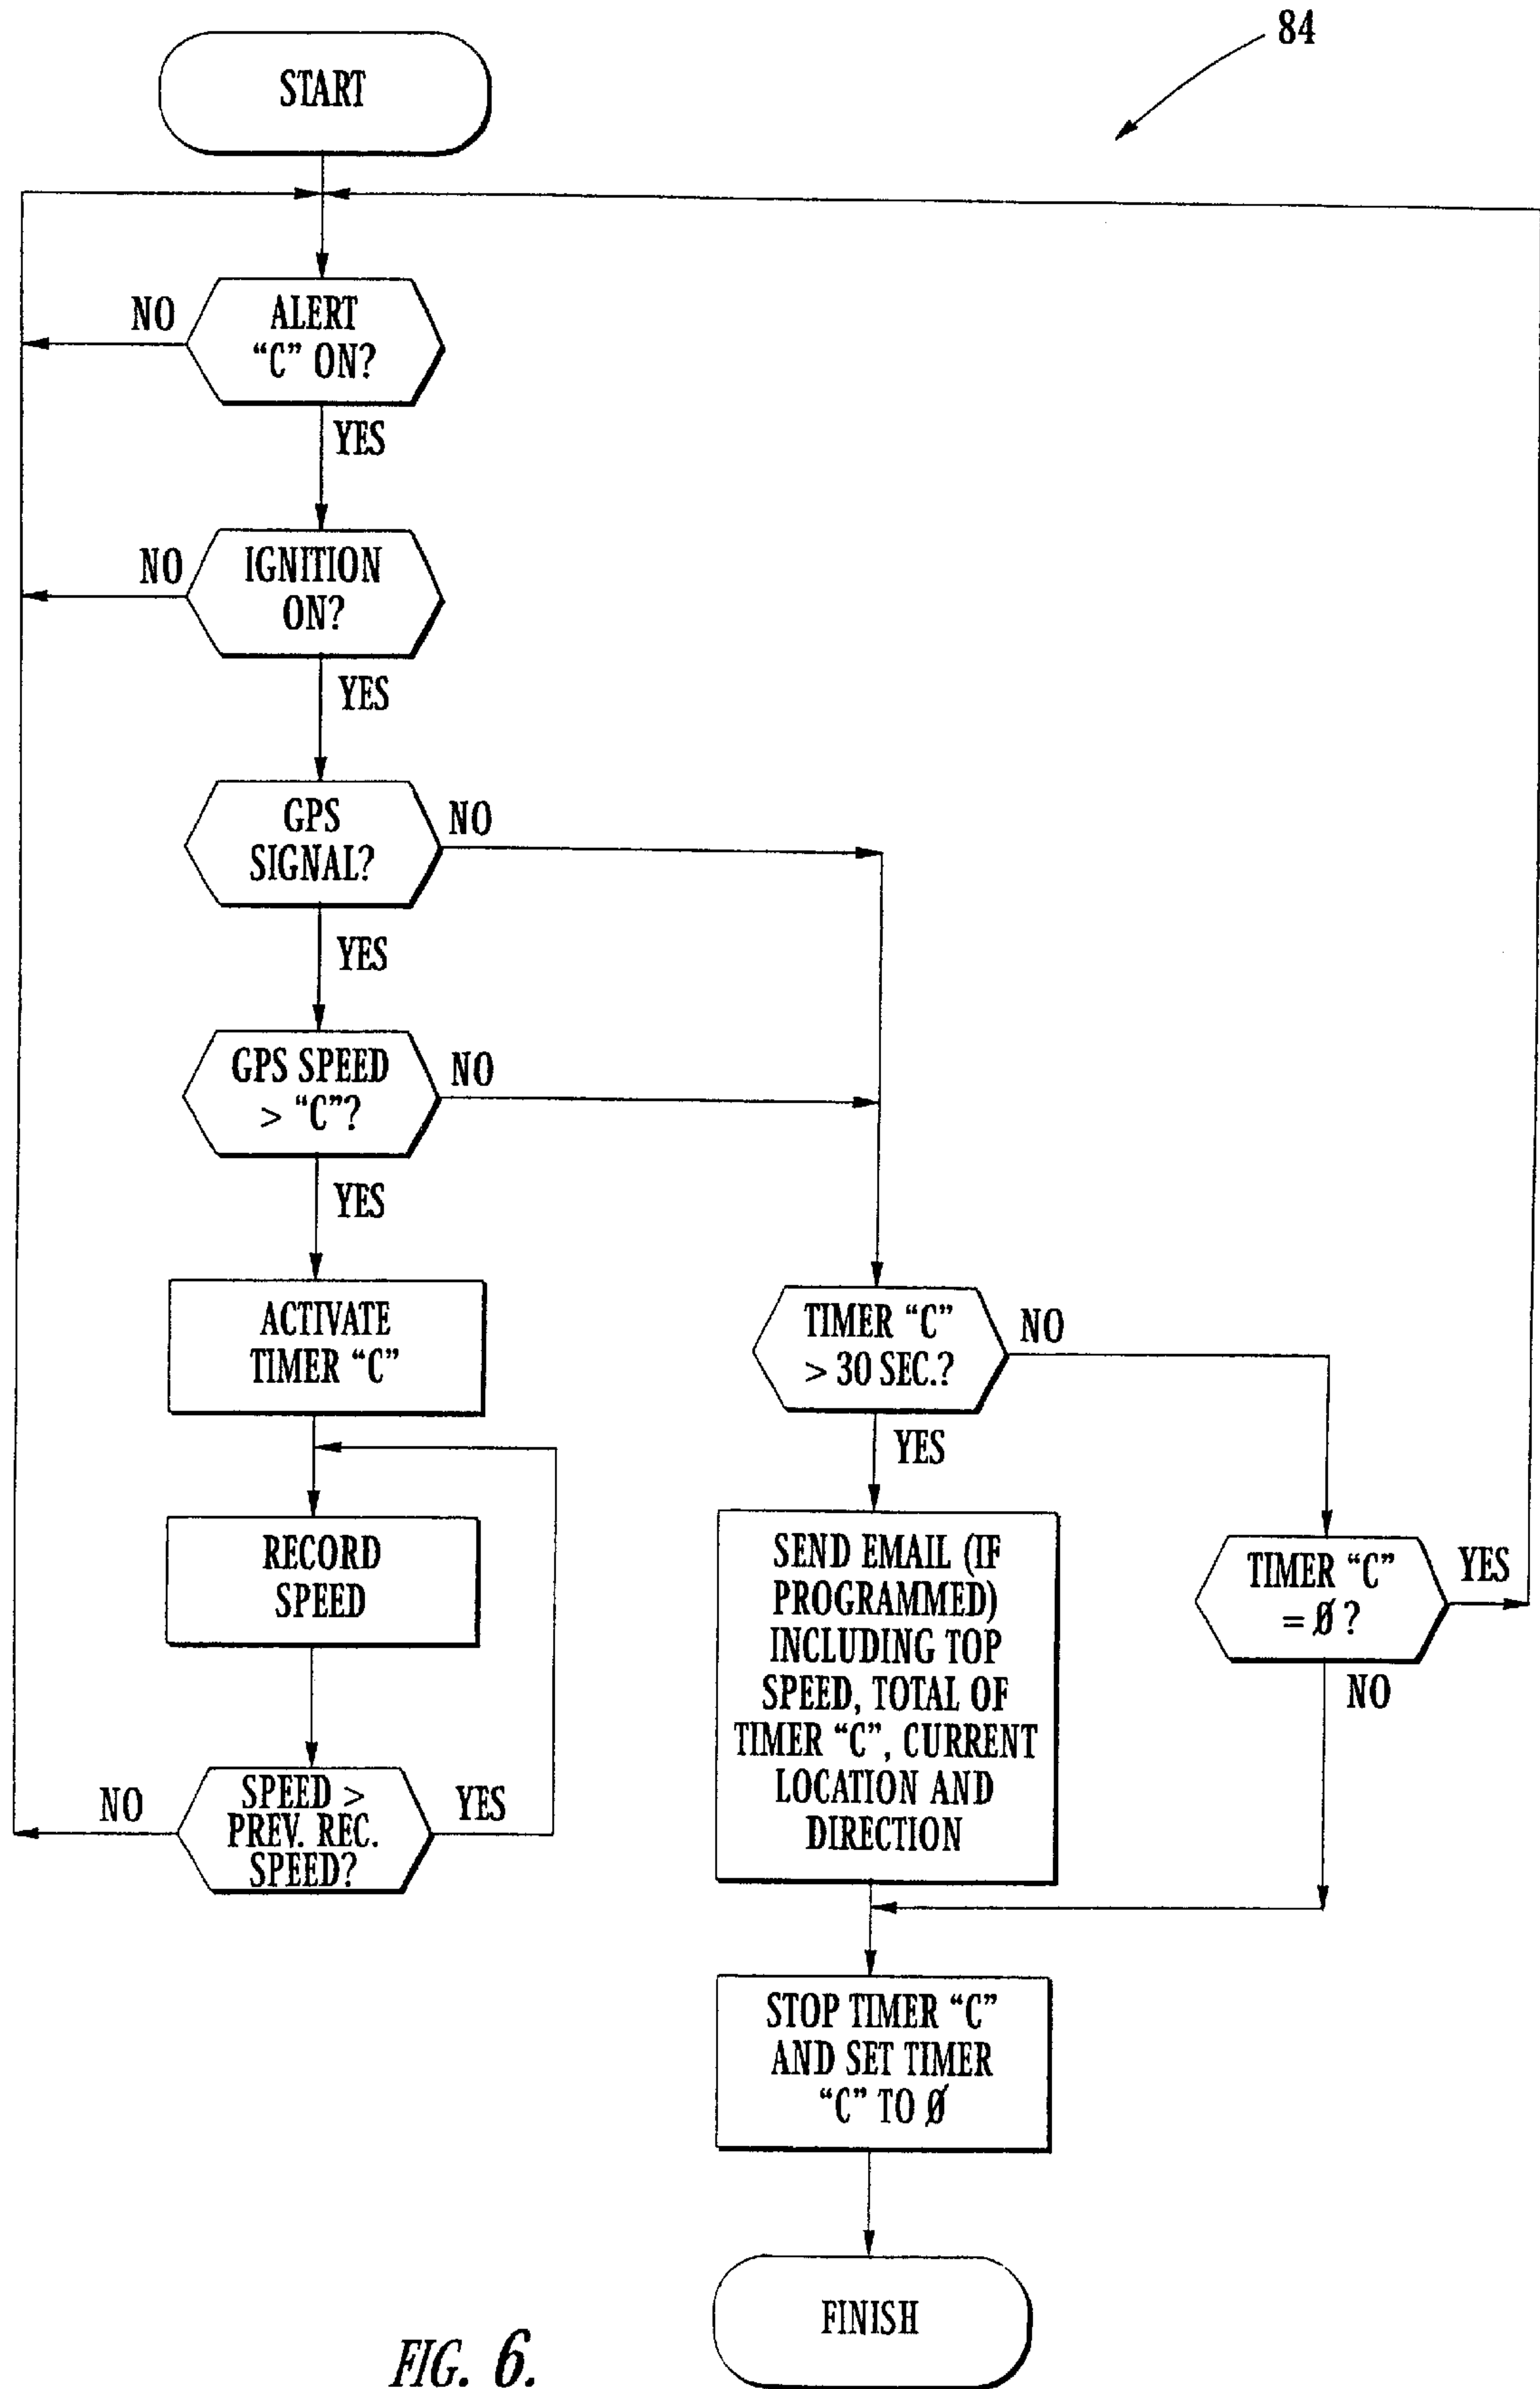 84
START
ALERT
“C” ON?
NO
YES
IGNITION
ON?
NO
YES
GPS
SIGNAL?
NO
YES
GPS SPEED
> “C”?
NO
YES
ACTIVATE
TIMER “C”
RECORD
SPEED
SPEED >
PREV. REC.
SPEED?
NO
YES
TIMER “C”
> 30 SEC.?
NO
YES
TIMER “C”
= Ø ?
YES
NO
SEND EMAIL (IF
PROGRAMMED)
INCLUDING TOP
SPEED, TOTAL OF
TIMER “C”, CURRENT
LOCATION AND
DIRECTION
STOP TIMER “C”
AND SET TIMER
“C” TO Ø
FINISH
FIG. 6.